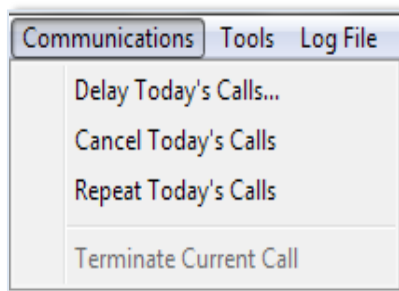 Communications Tools Log File
Delay Today's Calls...
Cancel Today's Calls
Repeat Today's Calls
Terminate Current Call